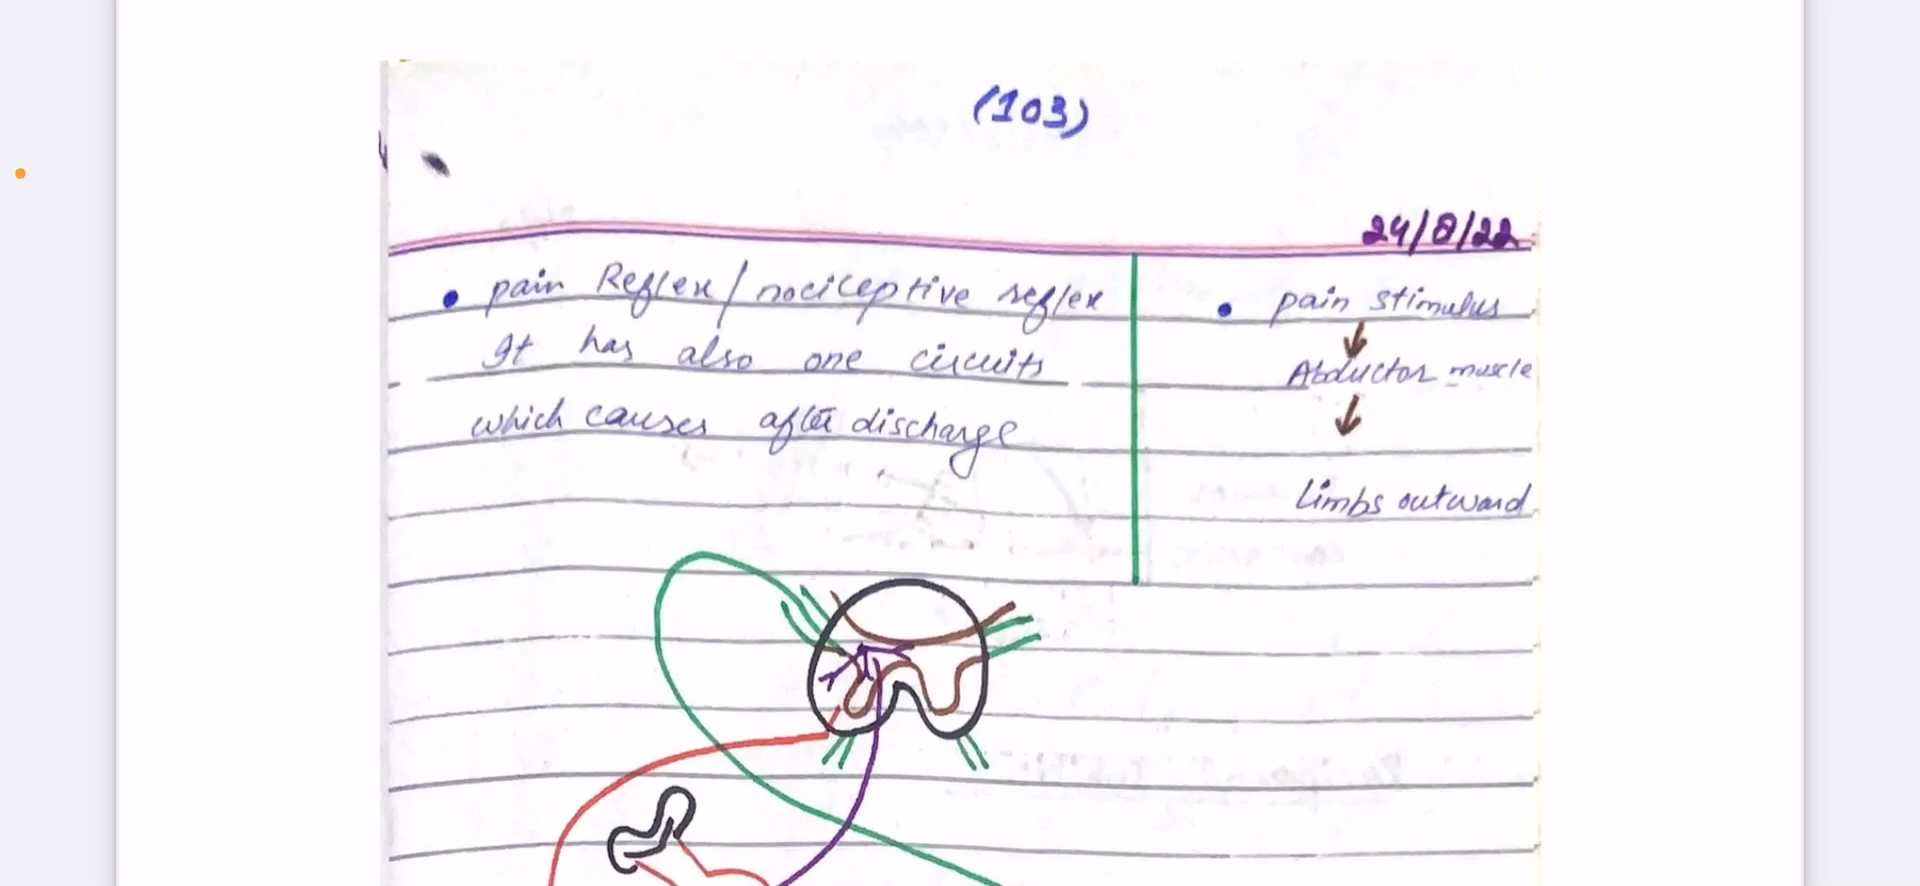 (103)
24/8/22
• pain Reflex/nociceptive reflex
It has also one circuits
which causes after discharge
• pain stimulus
↓
Abductor muscle
↓
Limbs outward